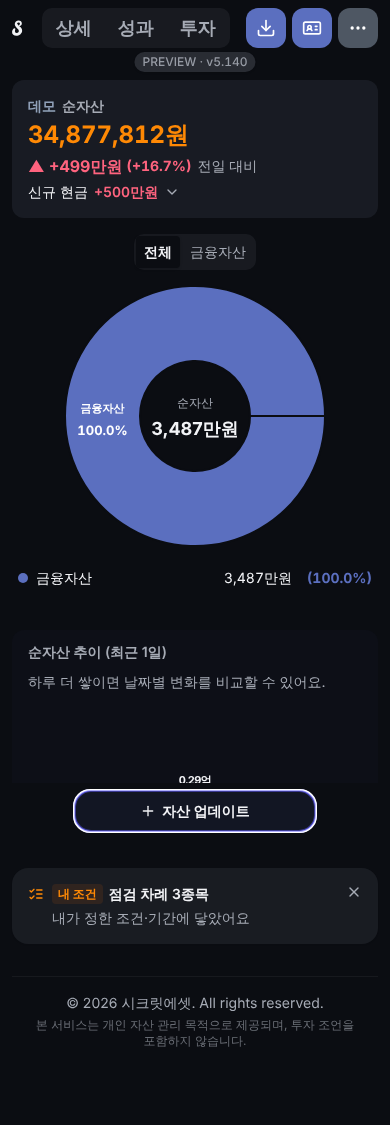 S
상세 성과 투자
PREVIEW · v5.140
데모 순자산
34,877,812원
▲ +499만원 (+16.7%) 전일 대비
신규 현금 +500만원
전체 금융자산
금융자산
100.0%
순자산
3,487만원
금융자산 3,487만원 (100.0%)
순자산 추이 (최근 1일)
하루 더 쌓이면 날짜별 변화를 비교할 수 있어요.
0.29억
+ 자산 업데이트
내 조건 점검 차례 3종목
내가 정한 조건·기간에 닿았어요
© 2026 시크릿에셋. All rights reserved.
본 서비스는 개인 자산 관리 목적으로 제공되며, 투자 조언을
포함하지 않습니다.